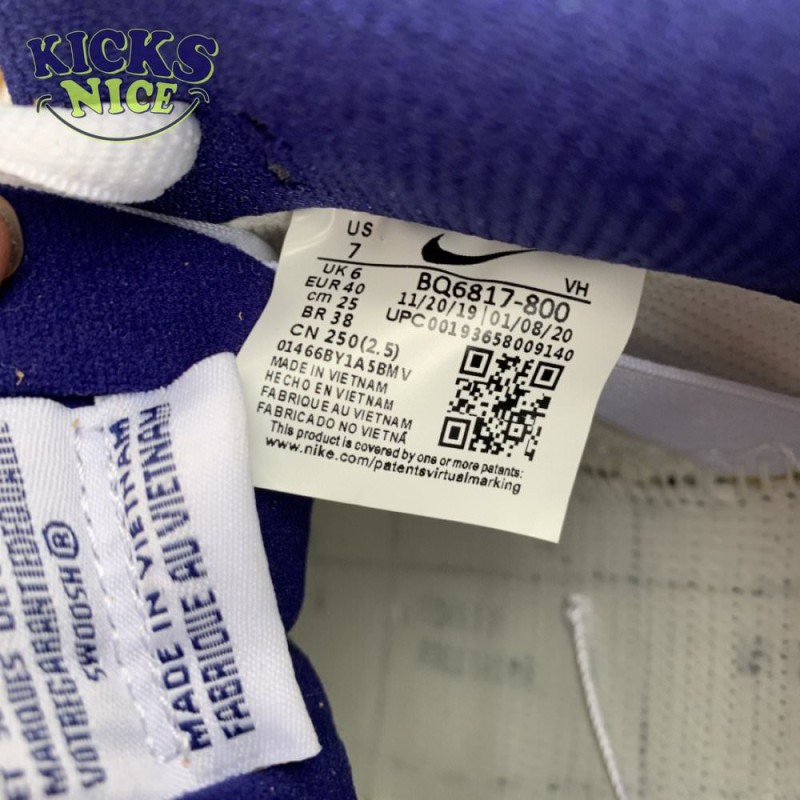 KICKS
NICE
US
7
UK 6
EUR 40
cm 25
BR 38
CN 250(2.5)
BQ6817-800
VH
11/20/19 | 01/08/20
UPC00193658009140
01466BY1A5BMV
MADE IN VIETNAM
HECHO EN VIETNAM
FABRIQUE AU VIETNAM
FABRICADO NO VIETNÃ
This product is covered by one or more patents:
www.nike.com/patentsvirtualmarking
MARQUES
SWOOSH®
MADE IN VIETNAM
FABRIQUE AU VIETNAM